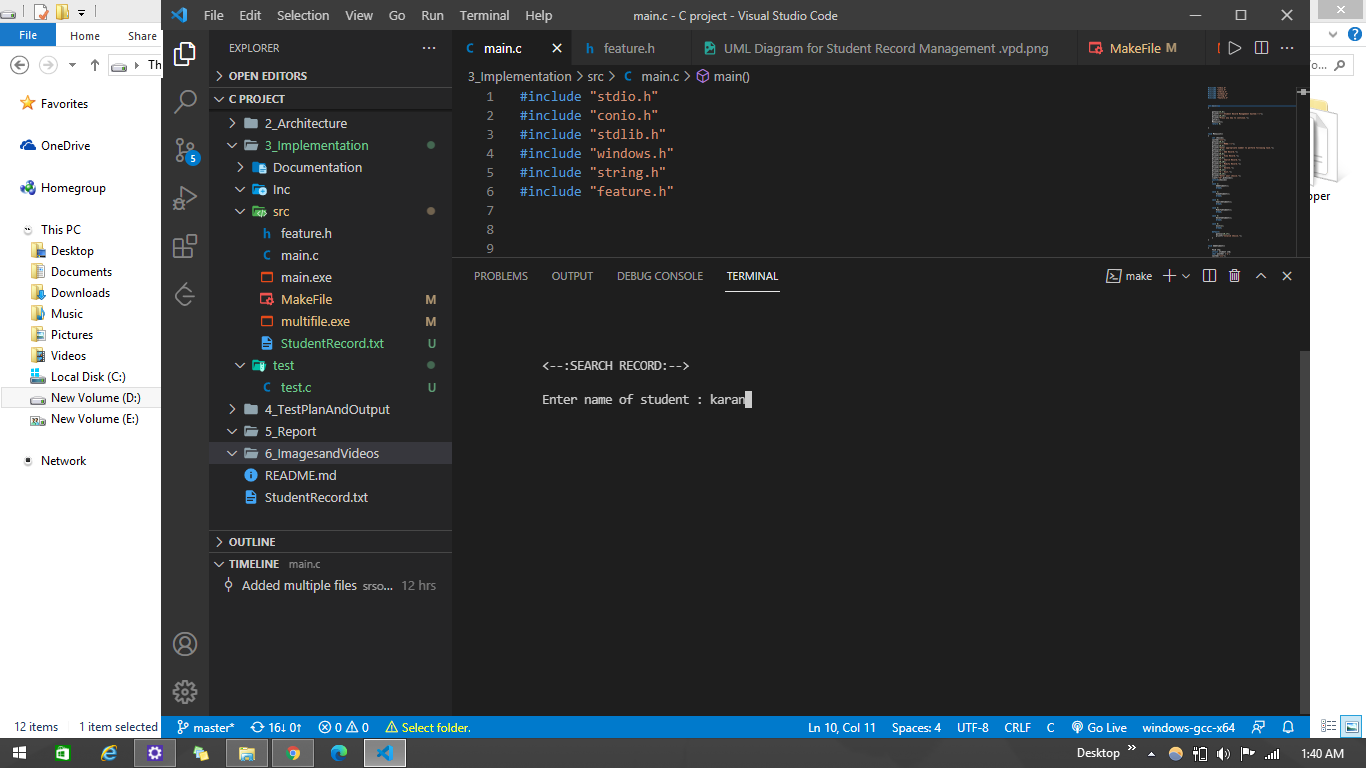 File Edit Selection View Go Run Terminal Help main.c - C project - Visual Studio Code
File Home Share
EXPLORER
main.c feature.h UML Diagram for Student Record Management .vpd.png MakeFile M
Th
OPEN EDITORS
3_Implementation > src > C main.c > main()
C PROJECT
1 #include "stdio.h"
2 #include "conio.h"
3 #include "stdlib.h"
4 #include "windows.h"
5 #include "string.h"
6 #include "feature.h"
7
8
9
Favorites
OneDrive
Homegroup
This PC
Desktop
Documents
Downloads
Music
Pictures
Videos
Local Disk (C:)
New Volume (D:)
New Volume (E:)
Network
2_Architecture
3_Implementation
Documentation
Inc
src
h feature.h
C main.c
main.exe
MakeFile M
multifile.exe M
StudentRecord.txt U
test
C test.c U
4_TestPlanAndOutput
5_Report
6_ImagesandVideos
README.md
StudentRecord.txt
OUTLINE
TIMELINE main.c
Added multiple files srso... 12 hrs
5
PROBLEMS OUTPUT DEBUG CONSOLE TERMINAL make
<--:SEARCH RECORD:-->
Enter name of student : karan
o...
pper
12 items 1 item selected
master* 16↓ 0↑ 0 0 Select folder. Ln 10, Col 11 Spaces: 4 UTF-8 CRLF C Go Live windows-gcc-x64
Desktop » 1:40 AM